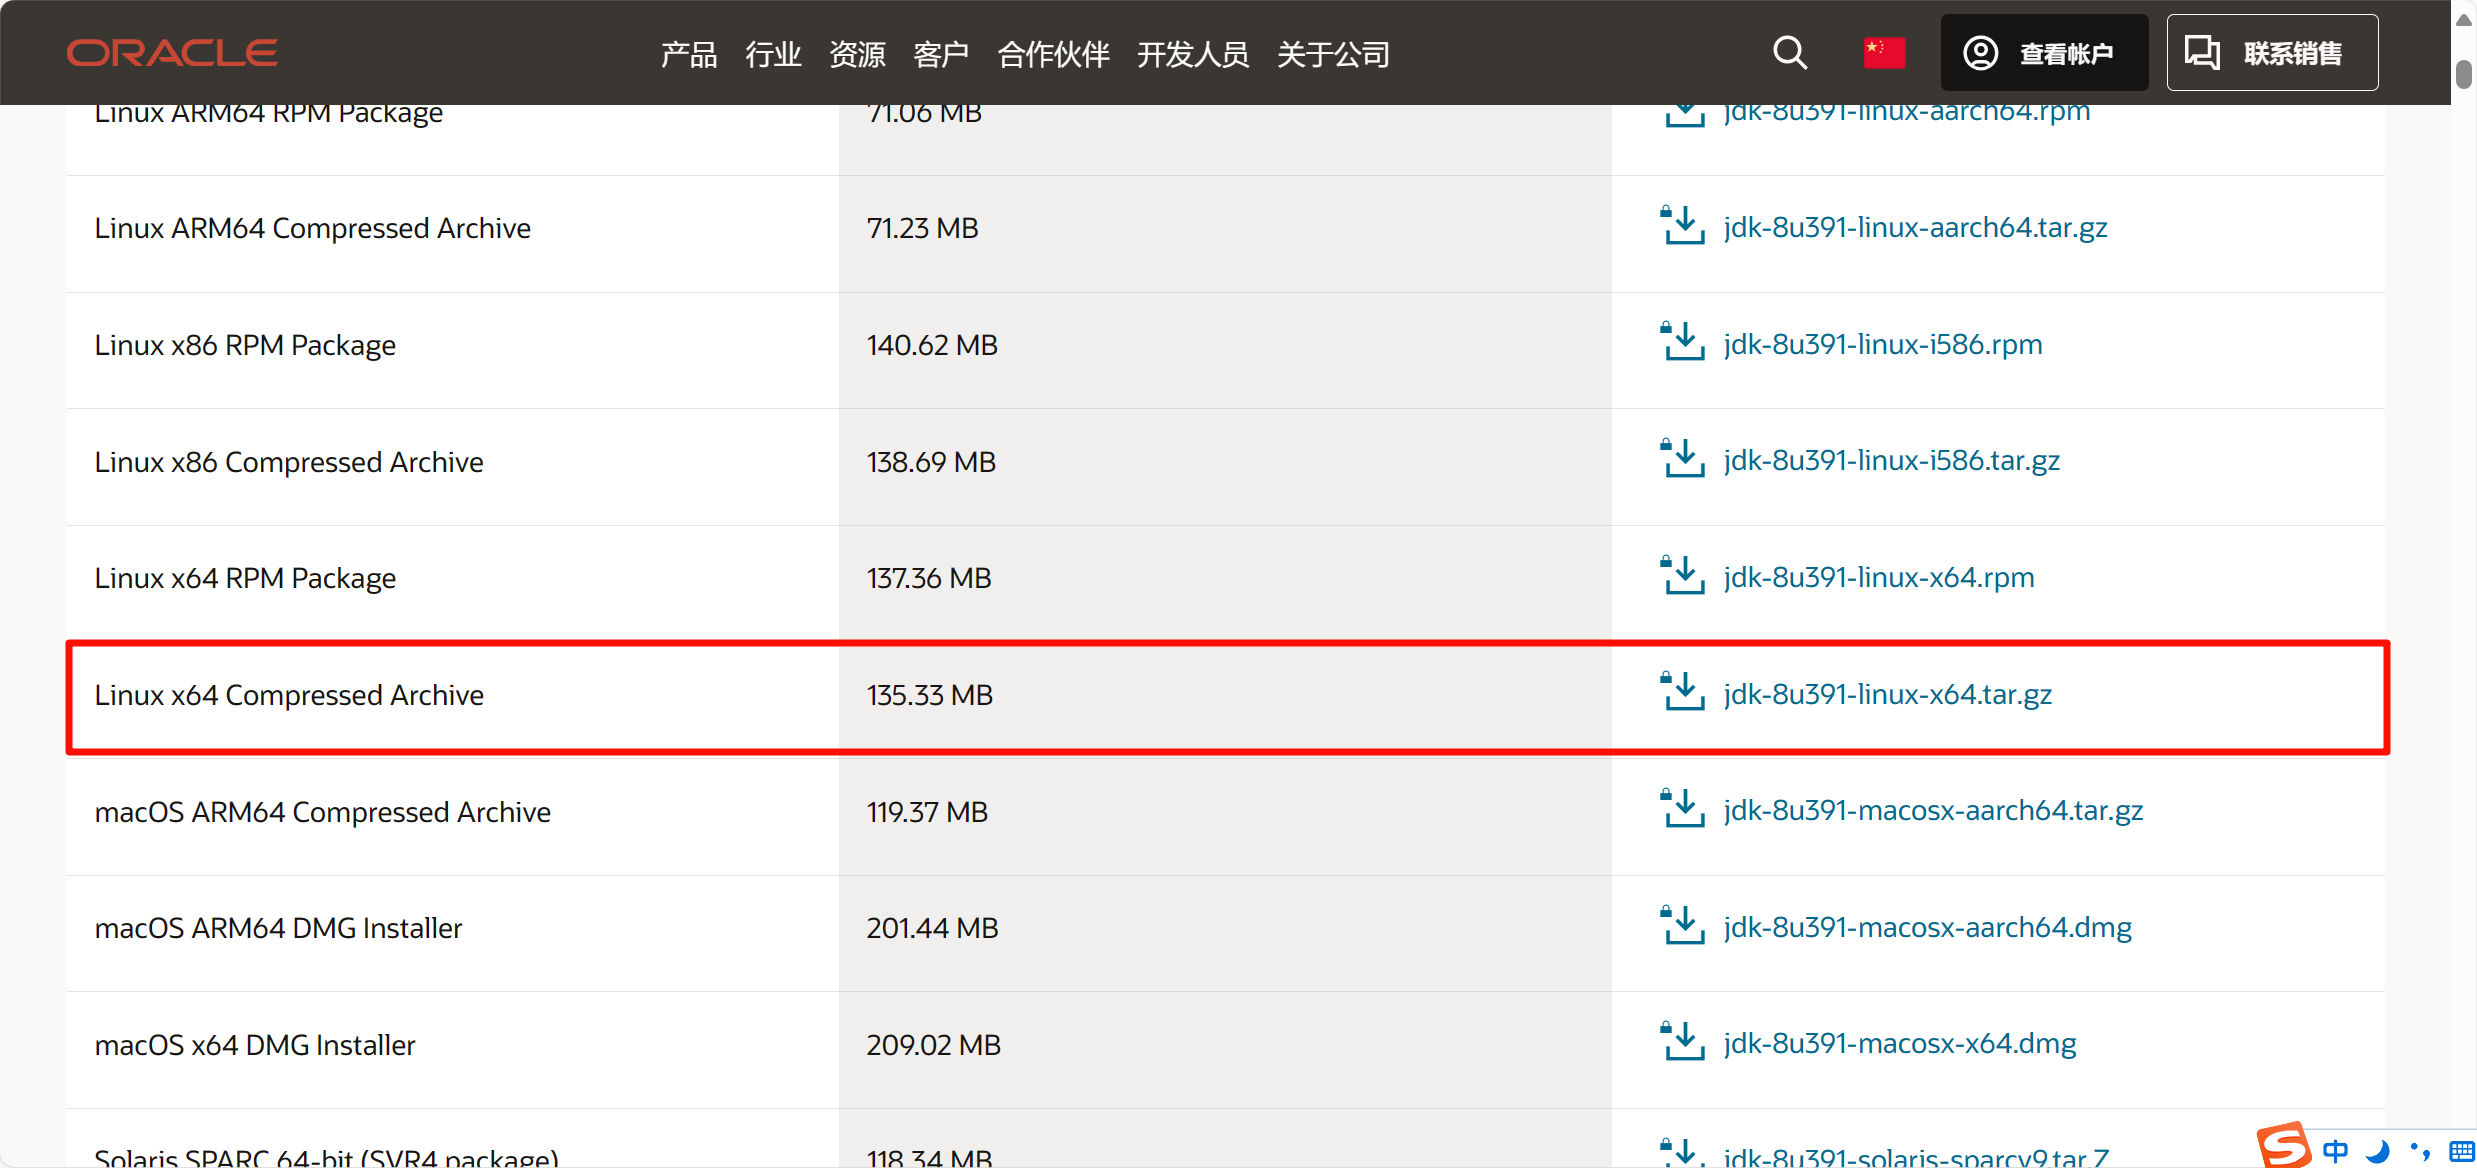 ORACLE 产品 行业 资源 客户 合作伙伴 开发人员 关于公司 查看帐户 联系销售
Linux ARM64 RPM Package 71.06 MB jdk-8u391-linux-aarch64.rpm
Linux ARM64 Compressed Archive 71.23 MB jdk-8u391-linux-aarch64.tar.gz
Linux x86 RPM Package 140.62 MB jdk-8u391-linux-i586.rpm
Linux x86 Compressed Archive 138.69 MB jdk-8u391-linux-i586.tar.gz
Linux x64 RPM Package 137.36 MB jdk-8u391-linux-x64.rpm
Linux x64 Compressed Archive 135.33 MB jdk-8u391-linux-x64.tar.gz
macOS ARM64 Compressed Archive 119.37 MB jdk-8u391-macosx-aarch64.tar.gz
macOS ARM64 DMG Installer 201.44 MB jdk-8u391-macosx-aarch64.dmg
macOS x64 DMG Installer 209.02 MB jdk-8u391-macosx-x64.dmg
Solaris SPARC 64-bit (SVR4 package) 118.34 MB jdk-8u391-solaris-sparcv9.tar.Z
S 中